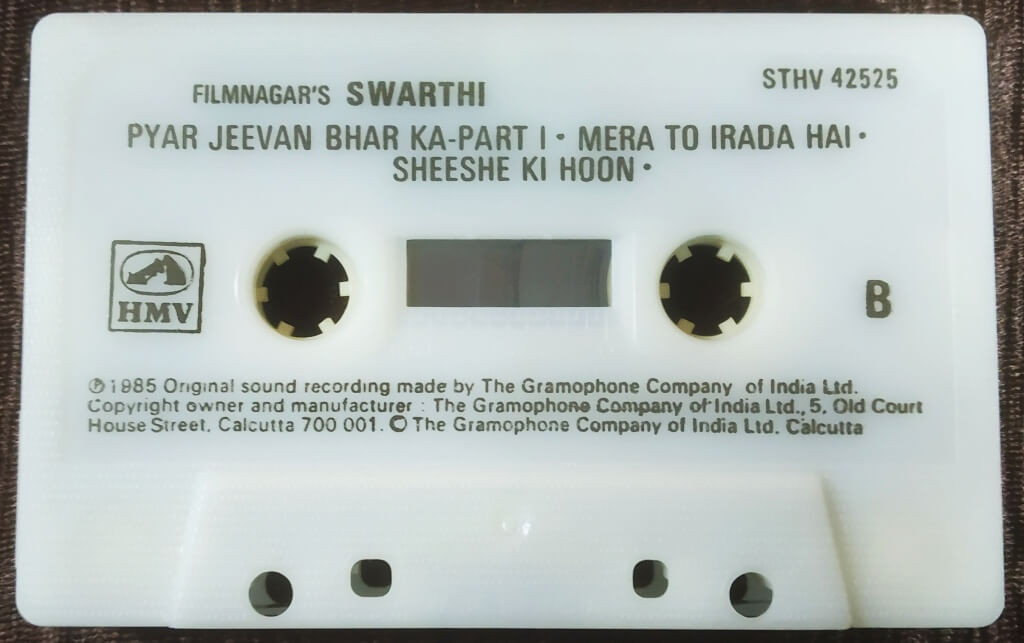 FILMNAGAR'S SWARTHI
STHV 42525
PYAR JEEVAN BHAR KA-PART I • MERA TO IRADA HAI •
SHEESHE KI HOON •
HMV
B
℗ 1985 Original sound recording made by The Gramophone Company of India Ltd.
Copyright owner and manufacturer : The Gramophone Company of India Ltd., 5, Old Court
House Street, Calcutta 700 001. © The Gramophone Company of India Ltd. Calcutta